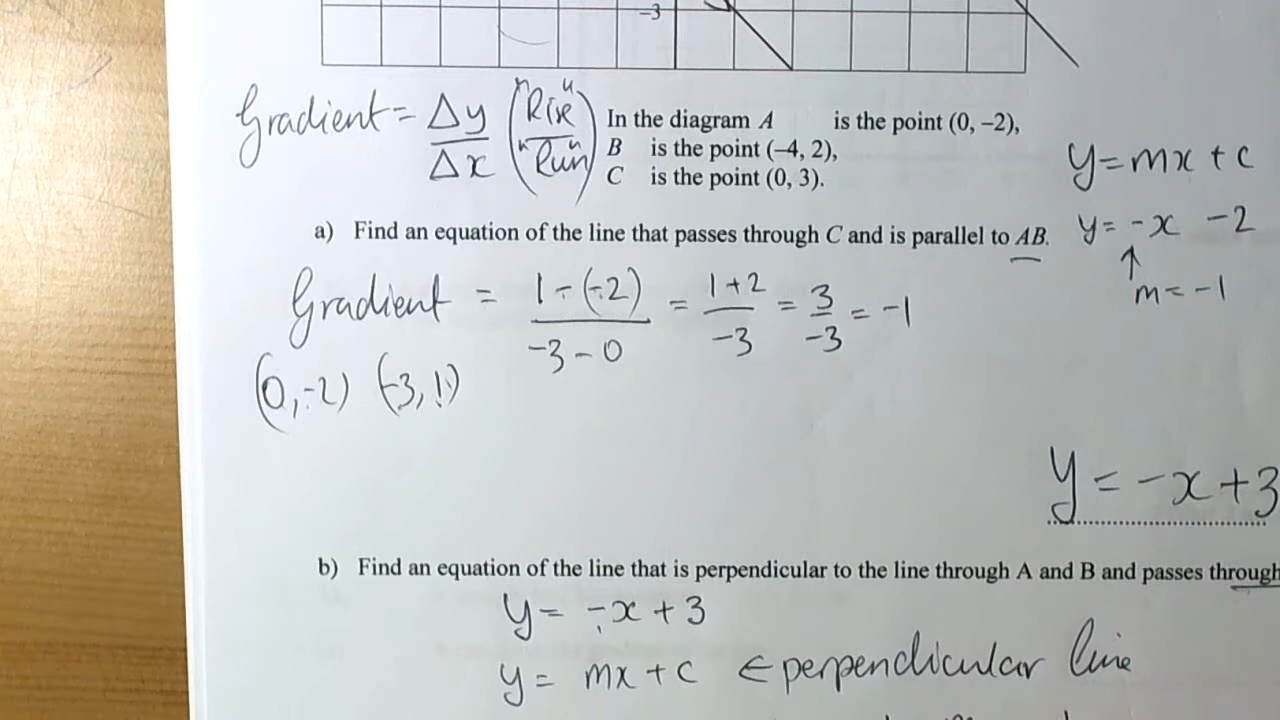 -3
Gradient = Δy/Δx ("Rise"/"Run")
In the diagram A is the point (0, –2),
B is the point (–4, 2),
C is the point (0, 3).
y = mx + c
a) Find an equation of the line that passes through C and is parallel to AB.
y = -x -2
↑
m = -1
Gradient = 1 - (-2)/-3 - 0 = 1+2/-3 = 3/-3 = -1
(0,-2) (-3,1)
y = -x +3
b) Find an equation of the line that is perpendicular to the line through A and B and passes through
y = -x + 3
y = mx + c ← perpendicular line